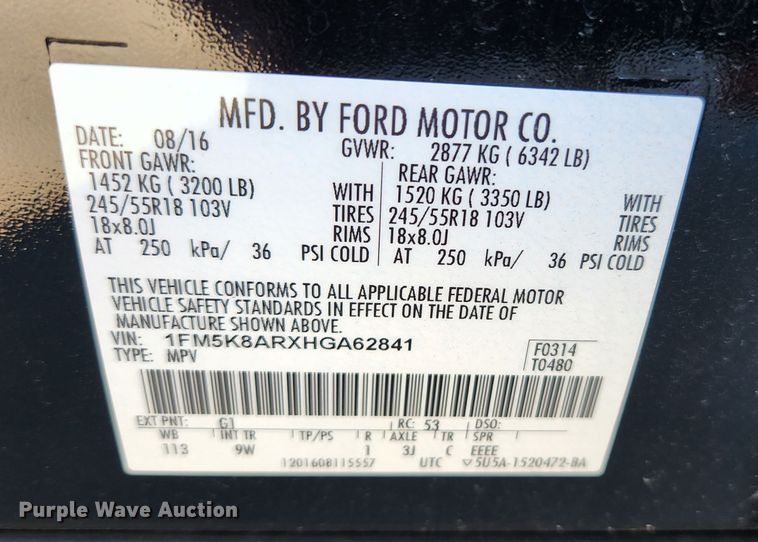 MFD. BY FORD MOTOR CO.
DATE: 08/16 GVWR: 2877 KG ( 6342 LB)
FRONT GAWR: REAR GAWR:
1452 KG ( 3200 LB) WITH 1520 KG ( 3350 LB) WITH
245/55R18 103V TIRES 245/55R18 103V TIRES
18x8.0J RIMS 18x8.0J RIMS
AT 250 kPa/ 36 PSI COLD AT 250 kPa/ 36 PSI COLD
THIS VEHICLE CONFORMS TO ALL APPLICABLE FEDERAL MOTOR
VEHICLE SAFETY STANDARDS IN EFFECT ON THE DATE OF
MANUFACTURE SHOWN ABOVE.
VIN: 1FM5K8ARXHGA62841 F0314
TYPE: MPV T0480
EXT PNT: G1 RC: 53 DSO:
WB INT TR TP/PS R AXLE TR SPR
113 9W 1 3J C EEEE
1201608115557 UTC 5U5A-1520472-BA
Purple Wave Auction